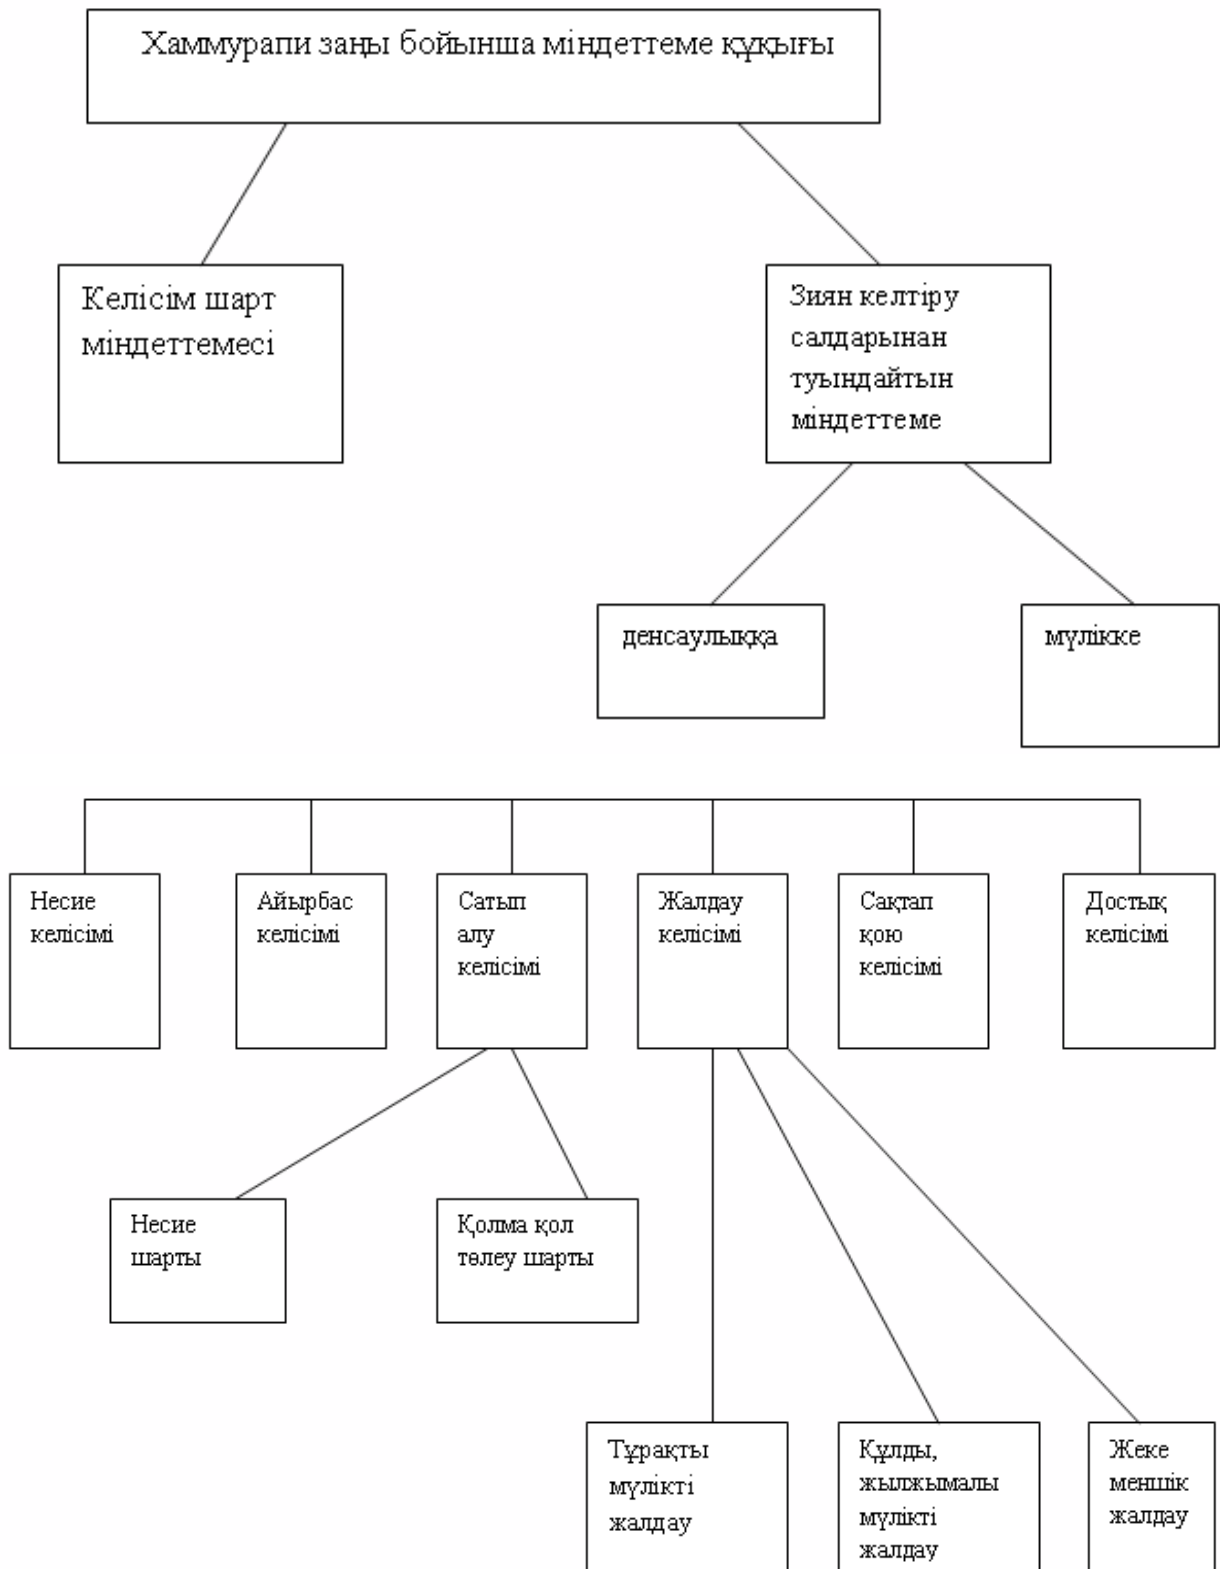 Хаммурапи заңы бойынша міндеттеме құқығы
Келісім шарт
міндеттемесі
Зиян келтіру
салдарынан
туындайтын
міндеттеме
денсаулыққа
мүлікке
Несие
келісімі
Айырбас
келісімі
Сатып
алу
келісімі
Жалдау
келісімі
Сақтап
қою
келісімі
Достық
келісімі
Несие
шарты
Қолма қол
төлеу шарты
Тұрақты
мүлікті
жалдау
Құлды,
жылжымалы
мүлікті
жалдау
Жеке
меншік
жалдау